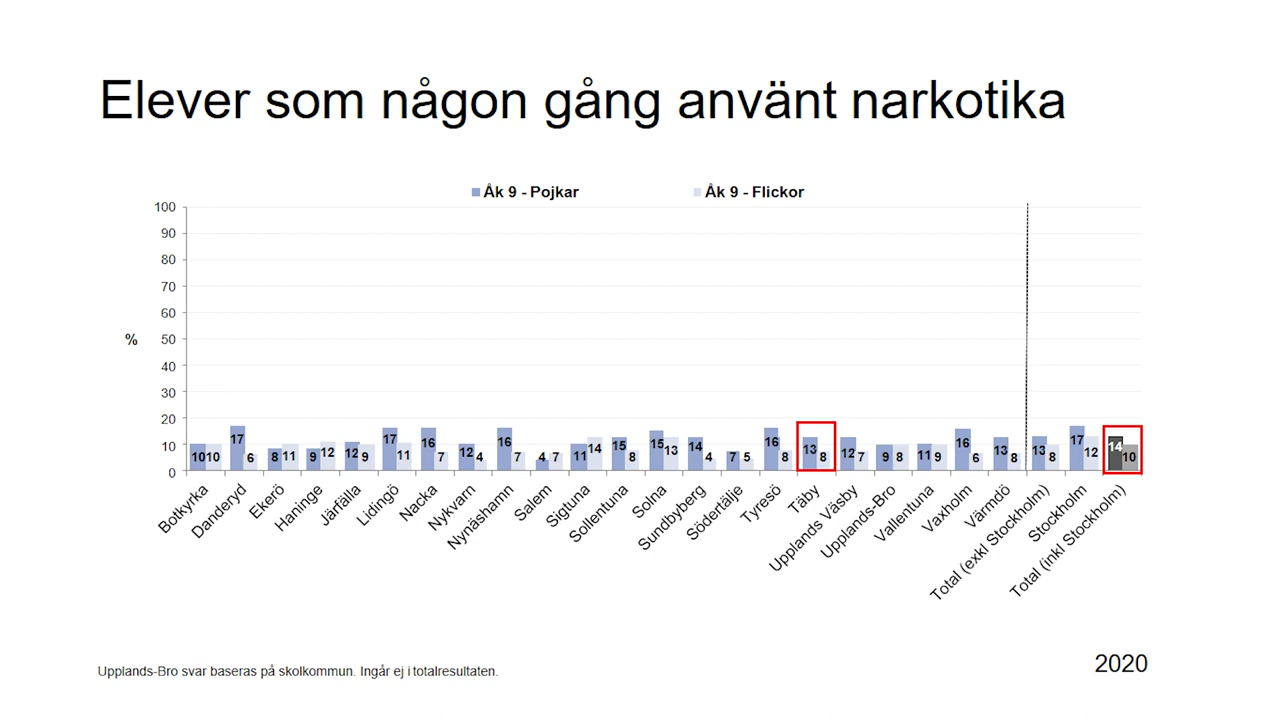 Elever som någon gång använt narkotika
Åk 9 - Pojkar Åk 9 - Flickor
100
90
80
70
60
%
50
40
30
20
10
0
10 10 17 6 8 11 9 12 12 9 17 11 16 7 12 4 16 7 4 7 11 14 15 8 15 13 14 4 7 5 16 8 13 8 12 7 9 8 11 9 16 6 13 8 13 8 17 12 14 10
Botkyrka Danderyd Ekerö Haninge Järfälla Lidingö Nacka Nykvarn Nynäshamn Salem Sigtuna Sollentuna Solna Sundbyberg Södertälje Tyresö Täby Upplands Väsby Upplands-Bro Vallentuna Vaxholm Värmdö Total (exkl Stockholm) Stockholm Total (inkl Stockholm)
Upplands-Bro svar baseras på skolkommun. Ingår ej i totalresultaten.
2020